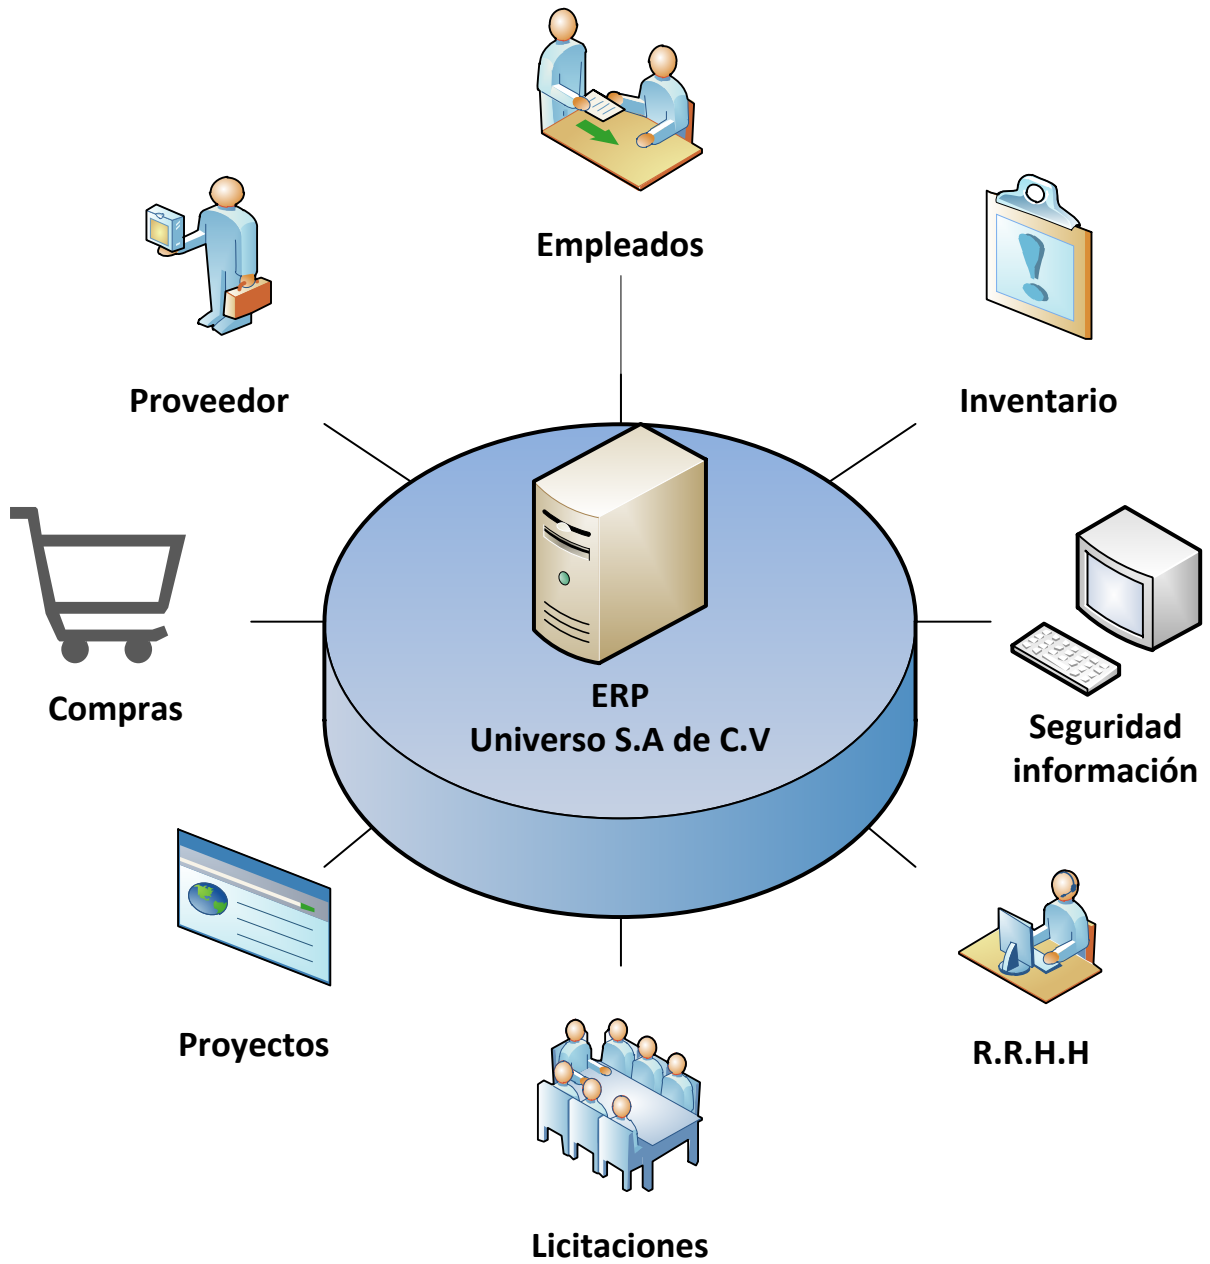 Empleados
Proveedor
Inventario
Compras
ERP
Universo S.A de C.V
Seguridad
información
Proyectos
R.R.H.H
Licitaciones